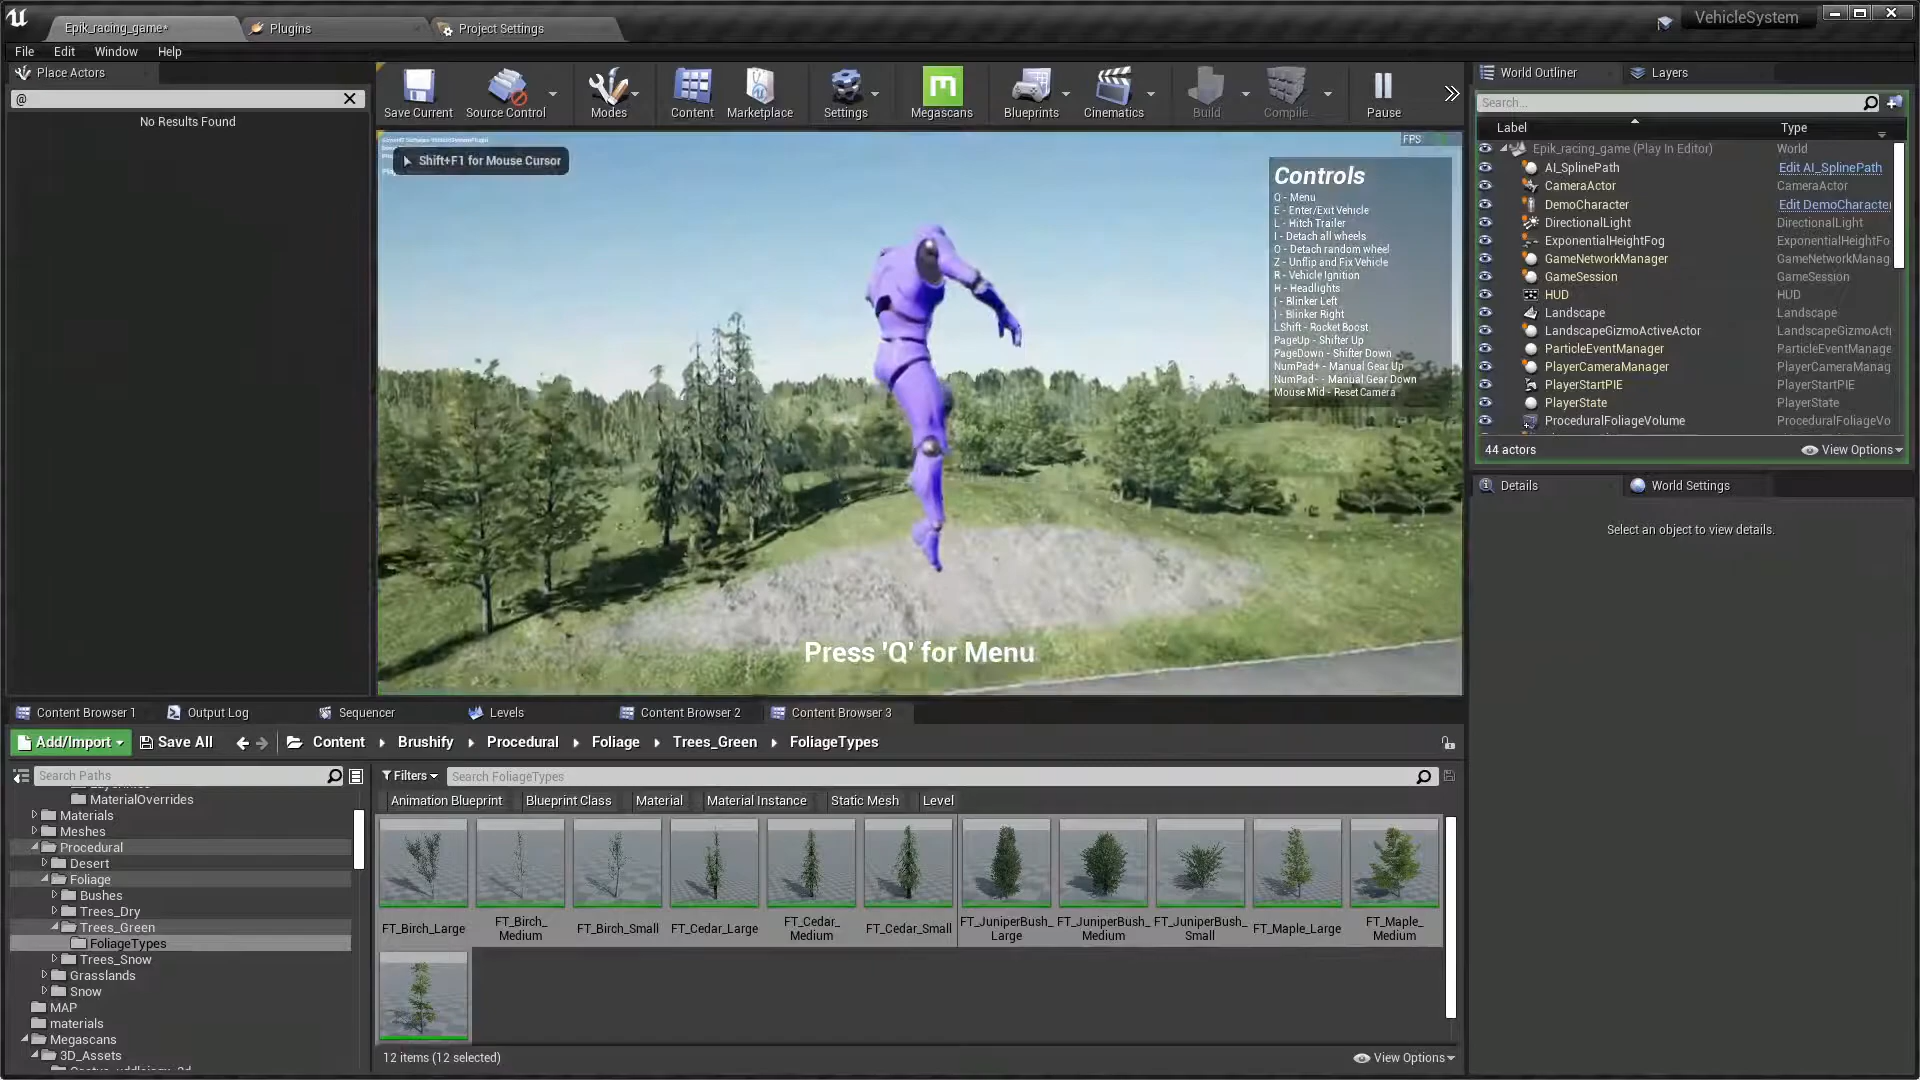 Epik_racing_game*
Plugins
Project Settings
VehicleSystem
File
Edit
Window
Help
Place Actors
@
No Results Found
Save Current
Source Control
Modes
Content
Marketplace
Settings
Megascans
Blueprints
Cinematics
Build
Compile
Pause
Shift+F1 for Mouse Cursor
FPS
Controls
Q - Menu
E - Enter/Exit Vehicle
L - Hitch Trailer
I - Detach all wheels
O - Detach random wheel
Z - Unflip and Fix Vehicle
R - Vehicle Ignition
H - Headlights
[ - Blinker Left
] - Blinker Right
LShift - Rocket Boost
PageUp - Shifter Up
PageDown - Shifter Down
NumPad+ - Manual Gear Up
NumPad- - Manual Gear Down
Mouse Mid - Reset Camera
Press 'Q' for Menu
World Outliner
Layers
Search...
Label
Type
Epik_racing_game (Play In Editor)
World
AI_SplinePath
Edit AI_SplinePath
CameraActor
CameraActor
DemoCharacter
Edit DemoCharacter
DirectionalLight
DirectionalLight
ExponentialHeightFog
ExponentialHeightFo
GameNetworkManager
GameNetworkManag
GameSession
GameSession
HUD
HUD
Landscape
Landscape
LandscapeGizmoActiveActor
LandscapeGizmoActi
ParticleEventManager
ParticleEventManage
PlayerCameraManager
PlayerCameraManag
PlayerStartPIE
PlayerStartPIE
PlayerState
PlayerState
ProceduralFoliageVolume
ProceduralFoliageVo
44 actors
View Options
Details
World Settings
Select an object to view details.
Content Browser 1
Output Log
Sequencer
Levels
Content Browser 2
Content Browser 3
Add/Import
Save All
Content
Brushify
Procedural
Foliage
Trees_Green
FoliageTypes
Search Paths
MaterialOverrides
Materials
Meshes
Procedural
Desert
Foliage
Bushes
Trees_Dry
Trees_Green
FoliageTypes
Trees_Snow
Grasslands
Snow
MAP
materials
Megascans
3D_Assets
Filters
Search FoliageTypes
Animation Blueprint
Blueprint Class
Material
Material Instance
Static Mesh
Level
FT_Birch_Large
FT_Birch_
Medium
FT_Birch_Small
FT_Cedar_Large
FT_Cedar_
Medium
FT_Cedar_Small
FT_JuniperBush_
Large
FT_JuniperBush_
Medium
FT_JuniperBush_
Small
FT_Maple_Large
FT_Maple_
Medium
12 items (12 selected)
View Options